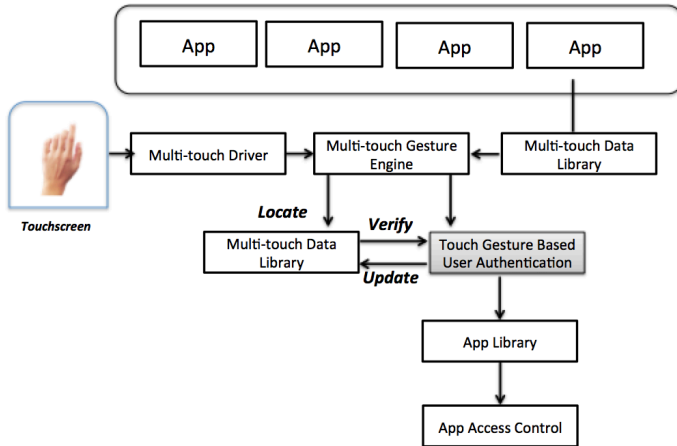 App App App App
Multi-touch Driver
Multi-touch Gesture
Engine
Multi-touch Data
Library
Touchscreen
Locate
Verify
Multi-touch Data
Library
Touch Gesture Based
User Authentication
Update
App Library
App Access Control